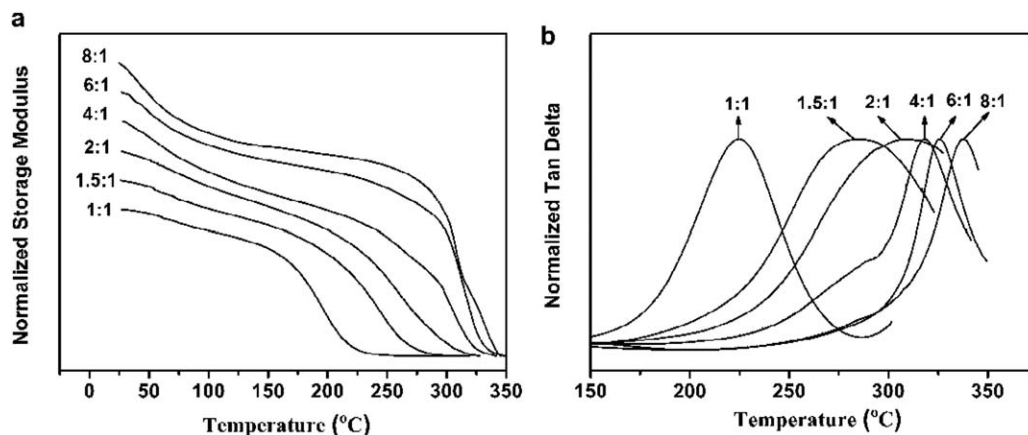 a
Normalized Storage Modulus
8:1
6:1
4:1
2:1
1.5:1
1:1
0 50 100 150 200 250 300 350
Temperature (°C)
b
Normalized Tan Delta
1:1 1.5:1 2:1 4:1 6:1 8:1
150 200 250 300 350
Temperature (°C)